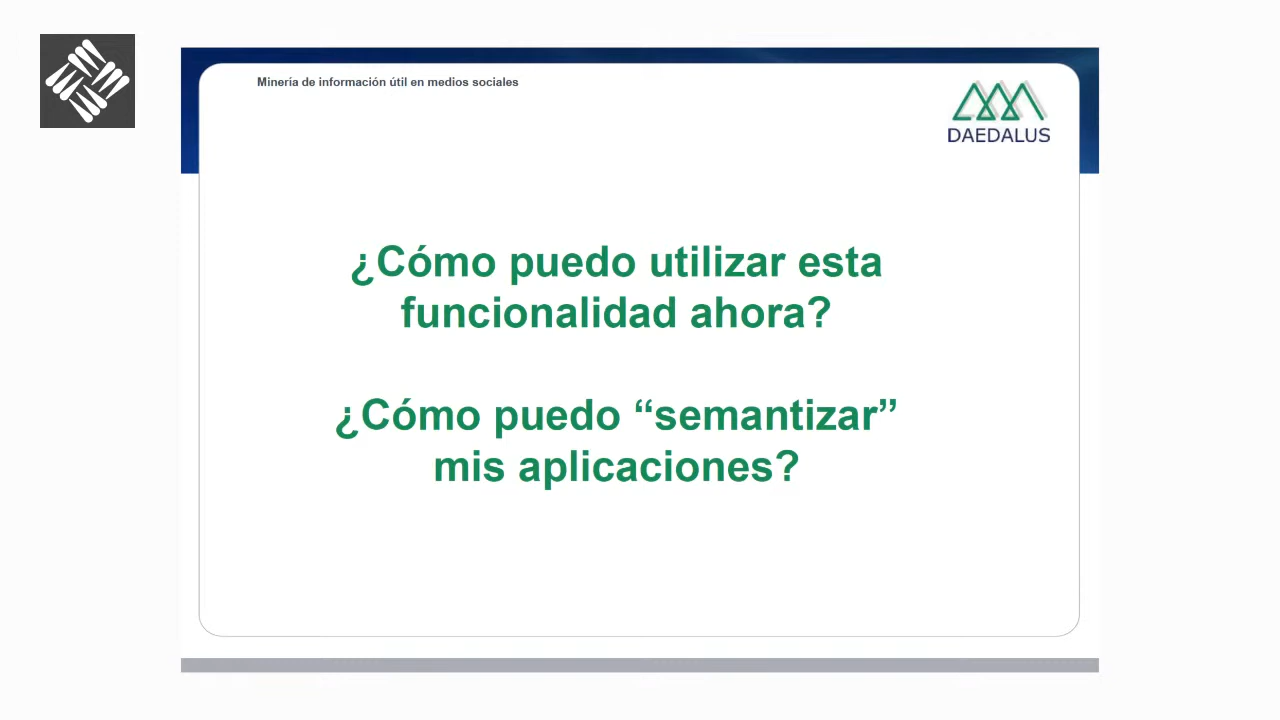 Minería de información útil en medios sociales
DAEDALUS
¿Cómo puedo utilizar esta
funcionalidad ahora?
¿Cómo puedo “semantizar”
mis aplicaciones?